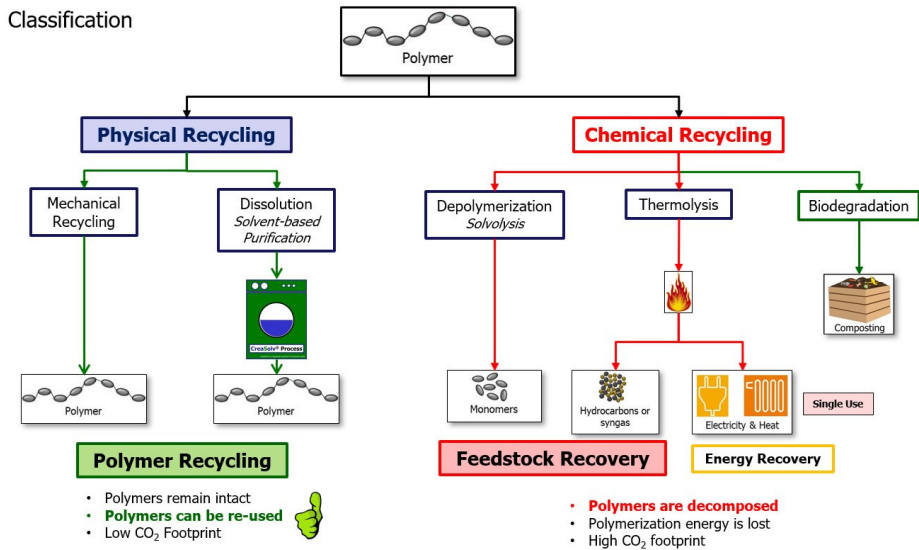 Classification
Polymer
Physical Recycling
Chemical Recycling
Mechanical
Recycling
Dissolution
Solvent-based
Purification
Depolymerization
Solvolysis
Thermolysis
Biodegradation
CreaSolv® Process
Composting
Polymer
Polymer
Monomers
Hydrocarbons or
syngas
Electricity & Heat
Single Use
Polymer Recycling
Feedstock Recovery
Energy Recovery
• Polymers remain intact
• Polymers can be re-used
• Low CO₂ Footprint
• Polymers are decomposed
• Polymerization energy is lost
• High CO₂ footprint